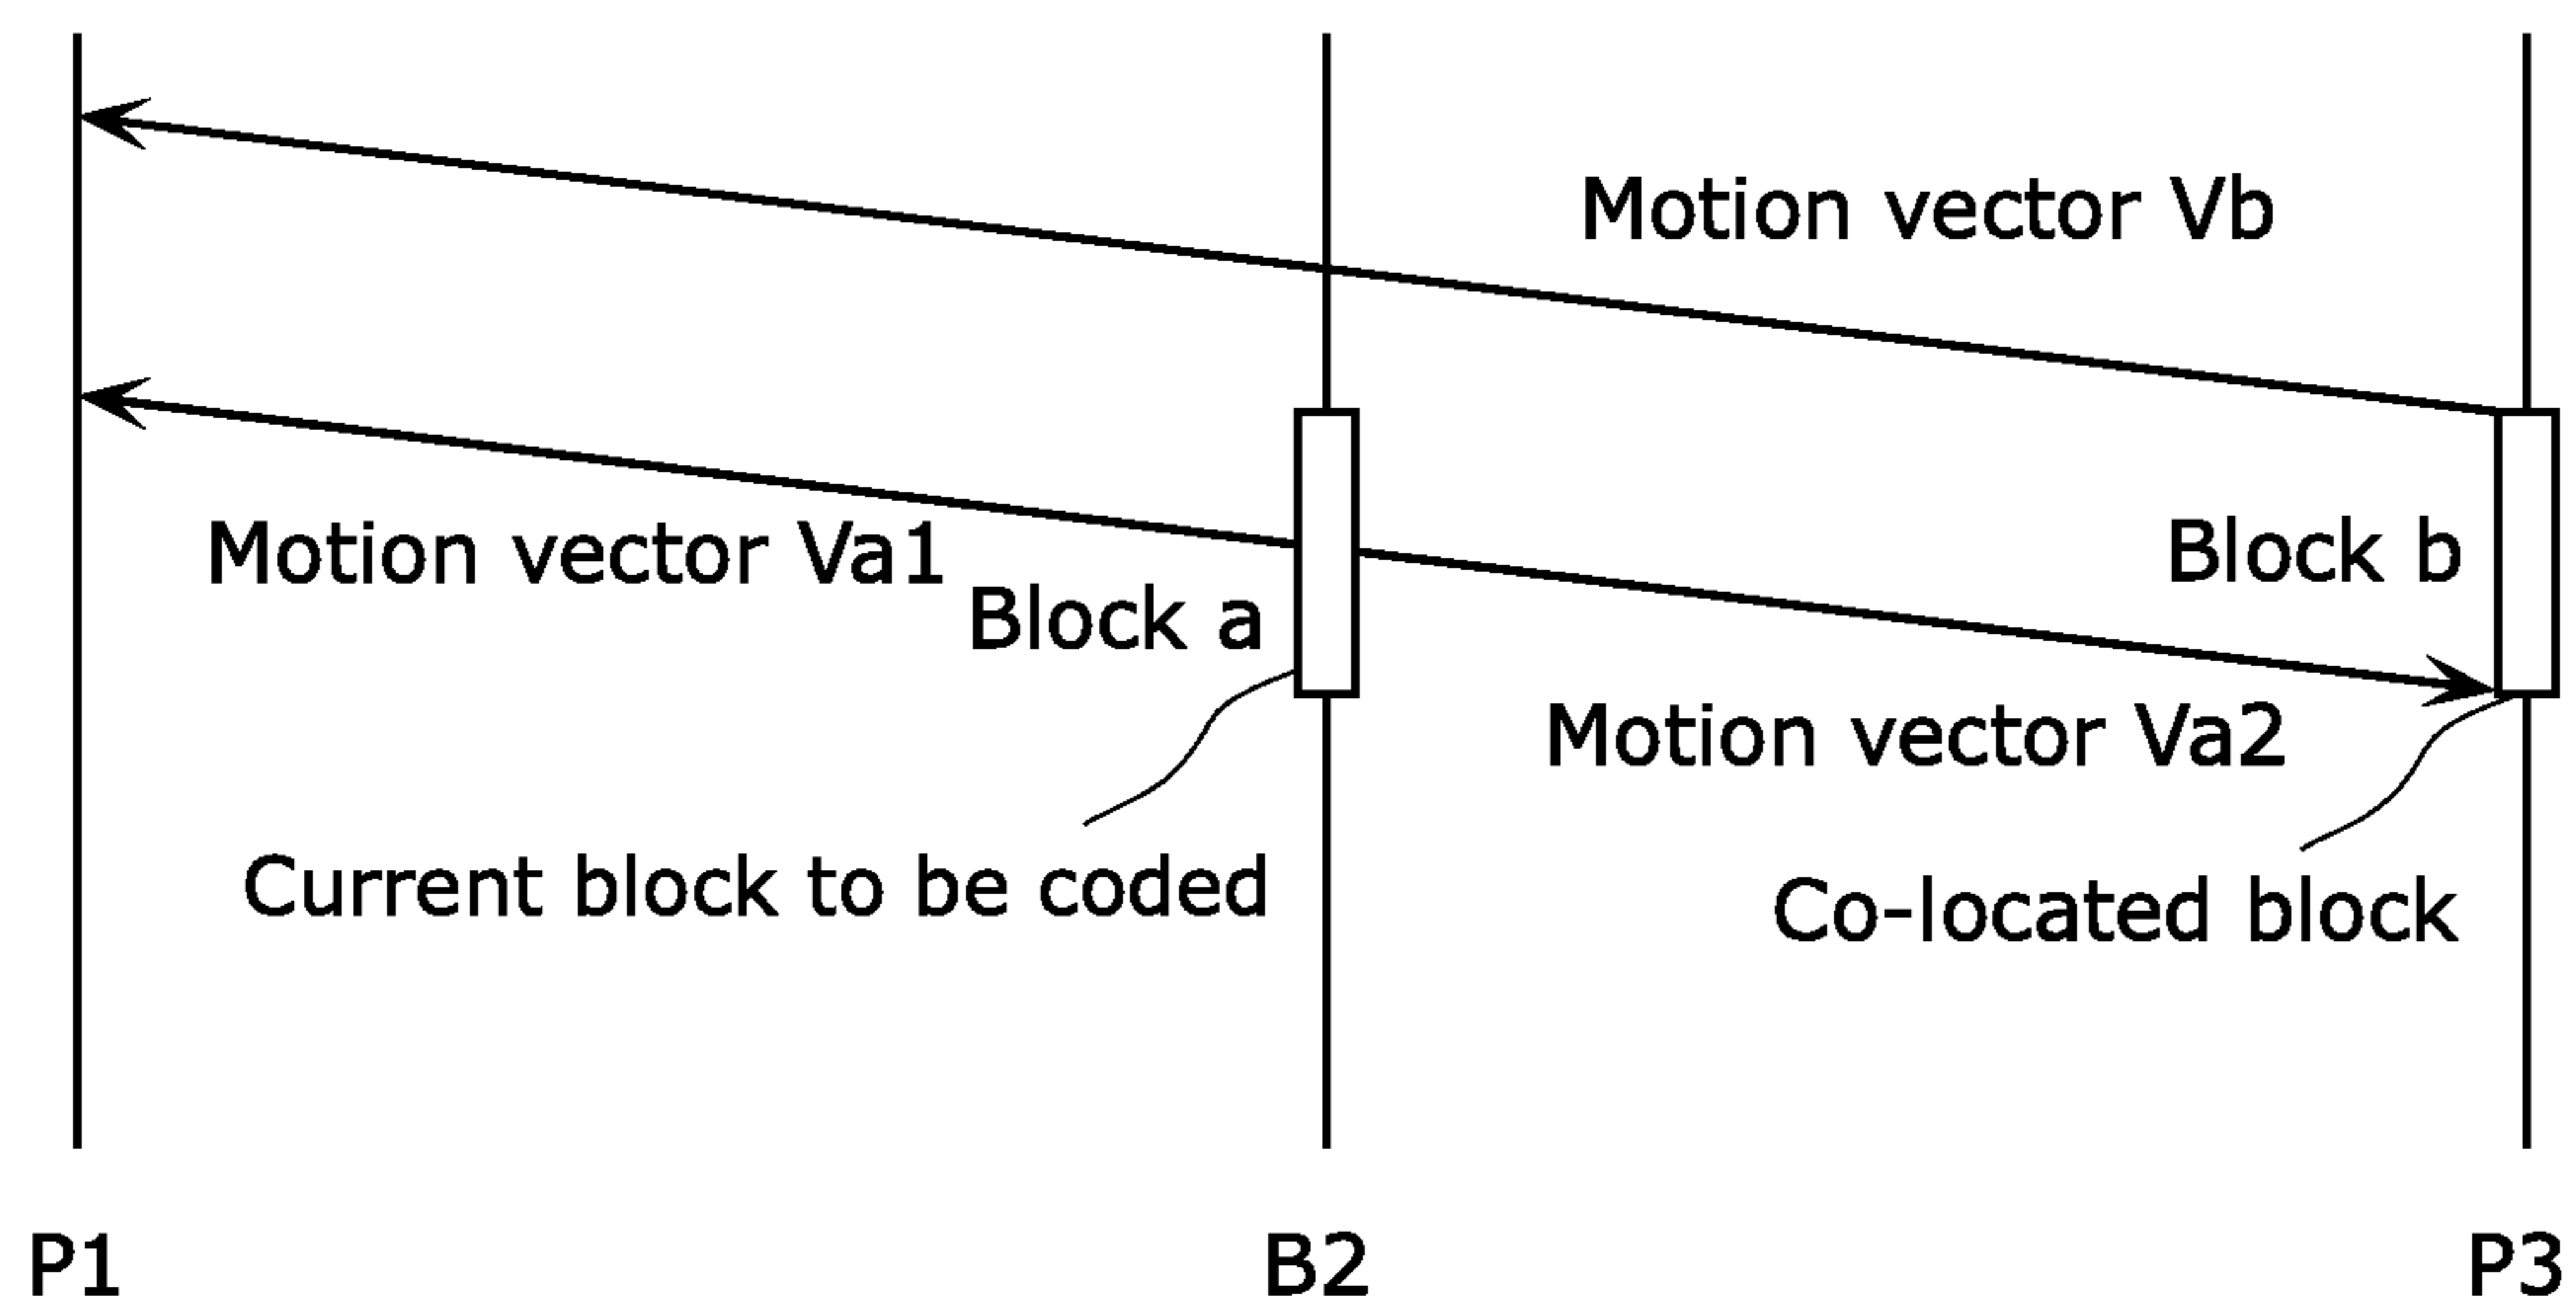 Motion vector Vb
Motion vector Va1
Block b
Block a
Motion vector Va2
Current block to be coded
Co-located block
P1
B2
P3